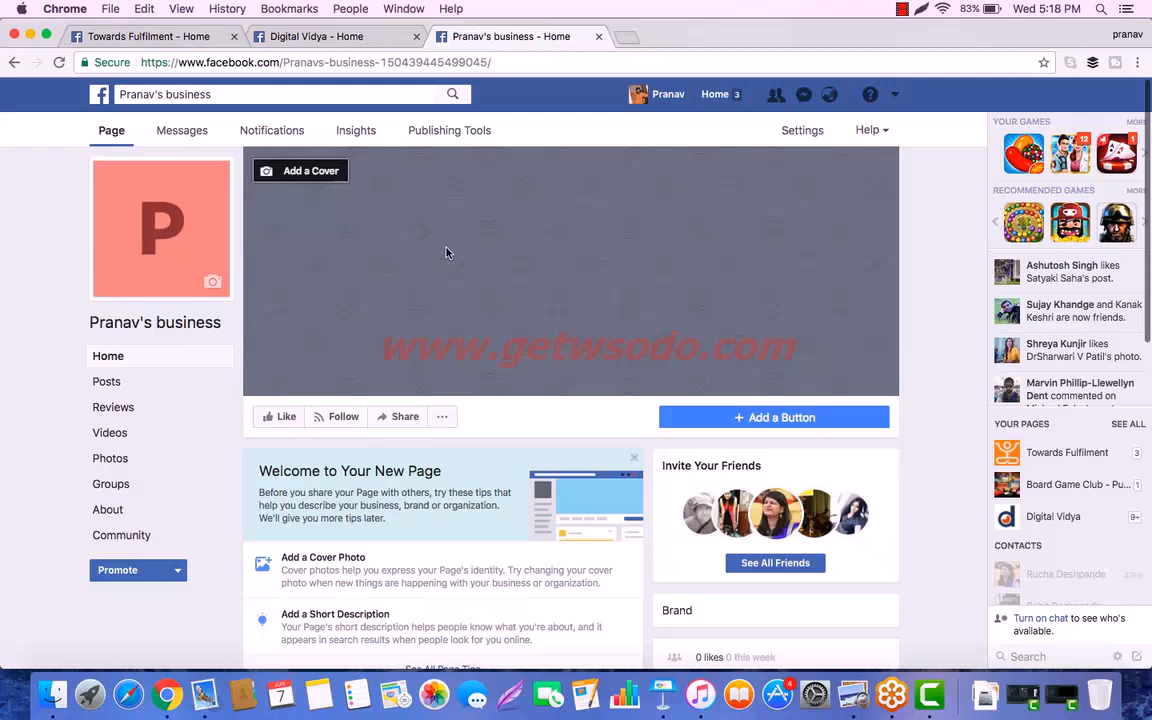 Chrome File Edit View History Bookmarks People Window Help 83% Wed 5:18 PM
Towards Fulfilment - Home Digital Vidya - Home Pranav's business - Home pranav
Secure https://www.facebook.com/Pranavs-business-150439445499045/
Pranav's business Pranav Home 3
Page Messages Notifications Insights Publishing Tools Settings Help
YOUR GAMES MORE
12 1
RECOMMENDED GAMES MORE
Add a Cover
P
www.getwsodo.com
Pranav's business
Home
Posts
Reviews
Videos
Photos
Groups
About
Community
Promote
Like Follow Share ... + Add a Button
Welcome to Your New Page
Before you share your Page with others, try these tips that
help you describe your business, brand or organization.
We'll give you more tips later.
Add a Cover Photo
Cover photos help you express your Page's identity. Try changing your cover
photo when new things are happening with your business or organization.
Add a Short Description
Your Page's short description helps people know what you're about, and it
appears in search results when people look for you online.
See All Page Tips
Invite Your Friends
See All Friends
Brand
0 likes 0 this week
Ashutosh Singh likes
Satyaki Saha's post.
Sujay Khandge and Kanak
Keshri are now friends.
Shreya Kunjir likes
DrSharwari V Patil's photo.
Marvin Phillip-Llewellyn
Dent commented on
YOUR PAGES SEE ALL
Towards Fulfilment 3
Board Game Club - Pu... 1
Digital Vidya 9+
CONTACTS
Rucha Deshpande 47m
Turn on chat to see who's
available.
Search
7
4